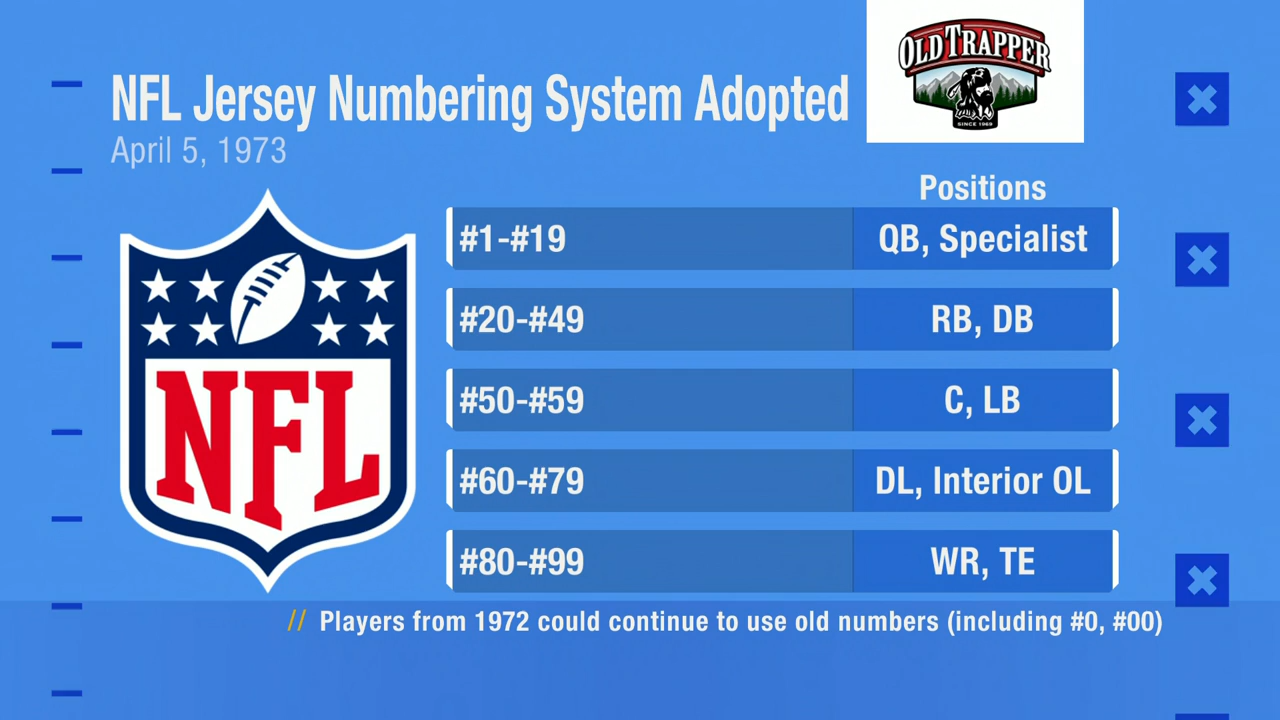 OLD TRAPPER
SINCE 1969
NFL Jersey Numbering System Adopted
April 5, 1973
Positions
#1-#19 QB, Specialist
#20-#49 RB, DB
#50-#59 C, LB
#60-#79 DL, Interior OL
#80-#99 WR, TE
NFL
// Players from 1972 could continue to use old numbers (including #0, #00)